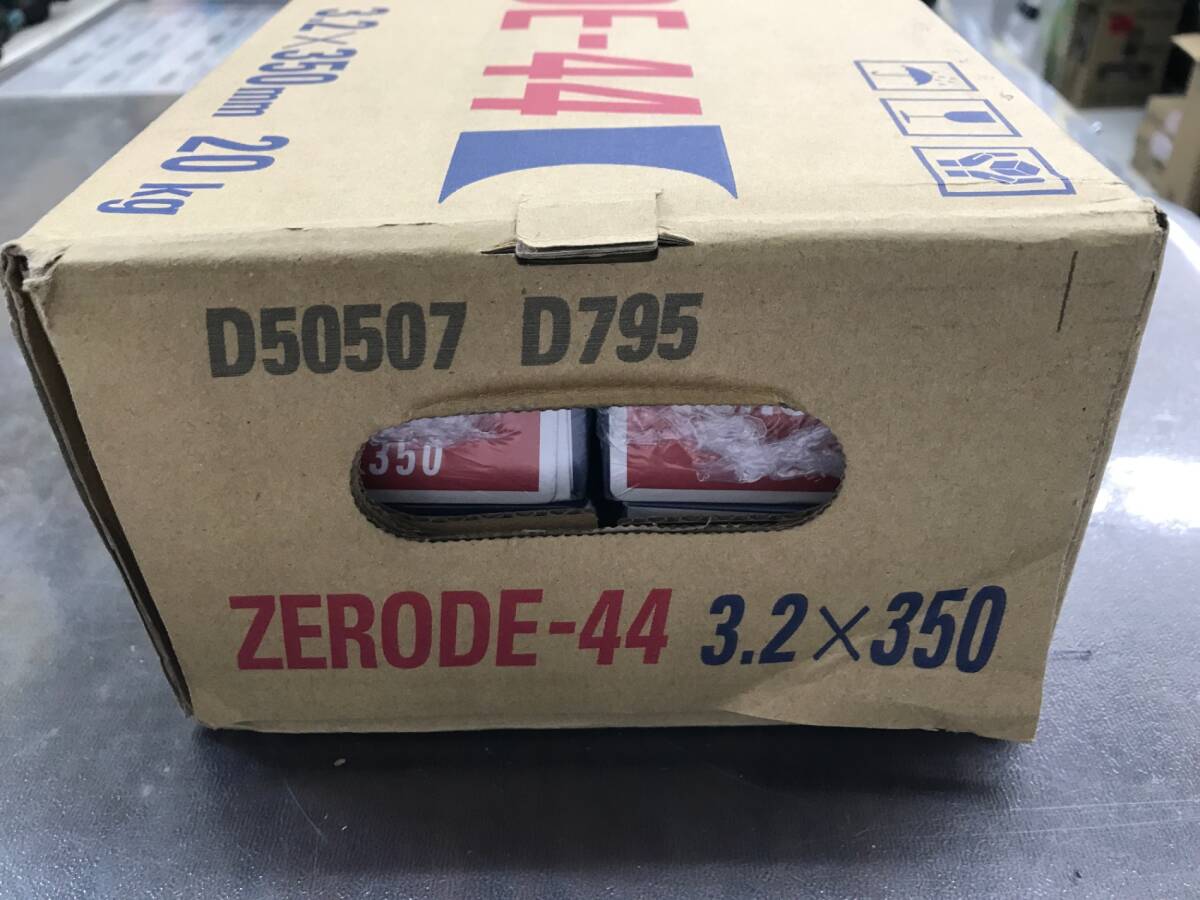 DE-44
3.2×350mm 20 kg
D50507 D795
350
ZERODE-44 3.2×350